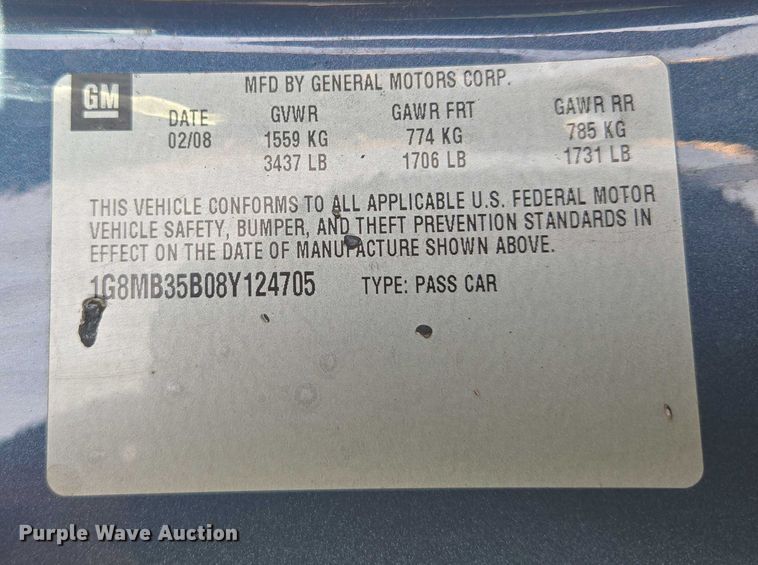 MFD BY GENERAL MOTORS CORP.
GM
DATE GVWR GAWR FRT GAWR RR
02/08 1559 KG 774 KG 785 KG
3437 LB 1706 LB 1731 LB
THIS VEHICLE CONFORMS TO ALL APPLICABLE U.S. FEDERAL MOTOR
VEHICLE SAFETY, BUMPER, AND THEFT PREVENTION STANDARDS IN
EFFECT ON THE DATE OF MANUFACTURE SHOWN ABOVE.
1G8MB35B08Y124705 TYPE: PASS CAR
Purple Wave Auction